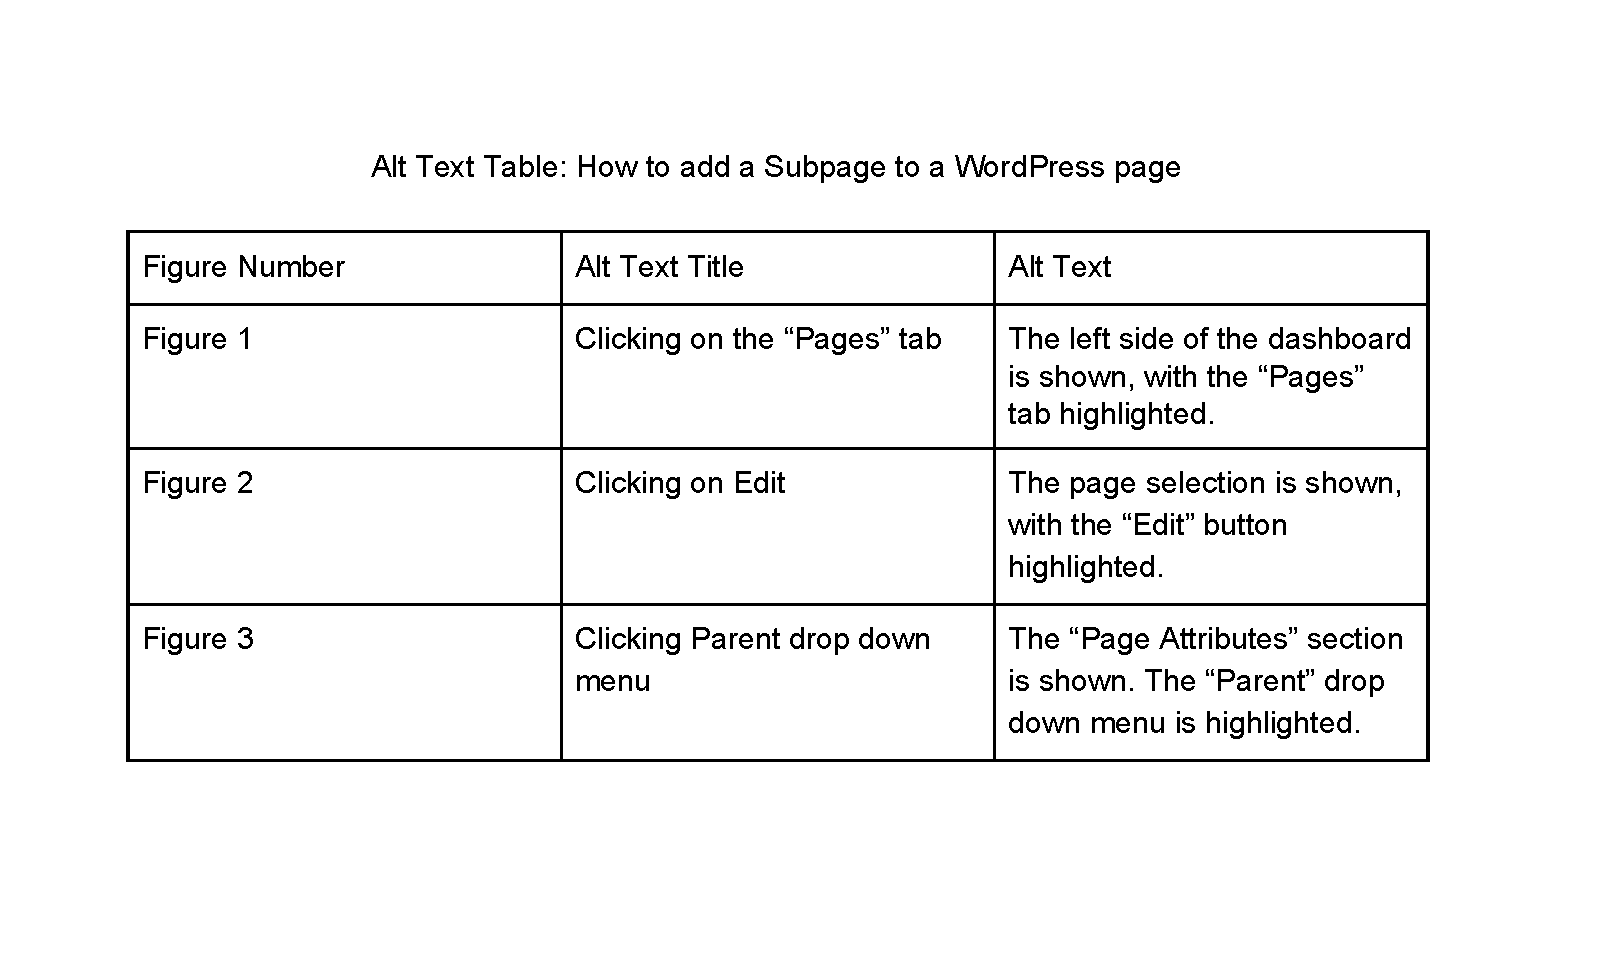 Alt Text Table: How to add a Subpage to a WordPress page
Figure Number
Alt Text Title
Alt Text
Figure 1
Clicking on the “Pages” tab
The left side of the dashboard
is shown, with the “Pages”
tab highlighted.
Figure 2
Clicking on Edit
The page selection is shown,
with the “Edit” button
highlighted.
Figure 3
Clicking Parent drop down
menu
The “Page Attributes” section
is shown. The “Parent” drop
down menu is highlighted.